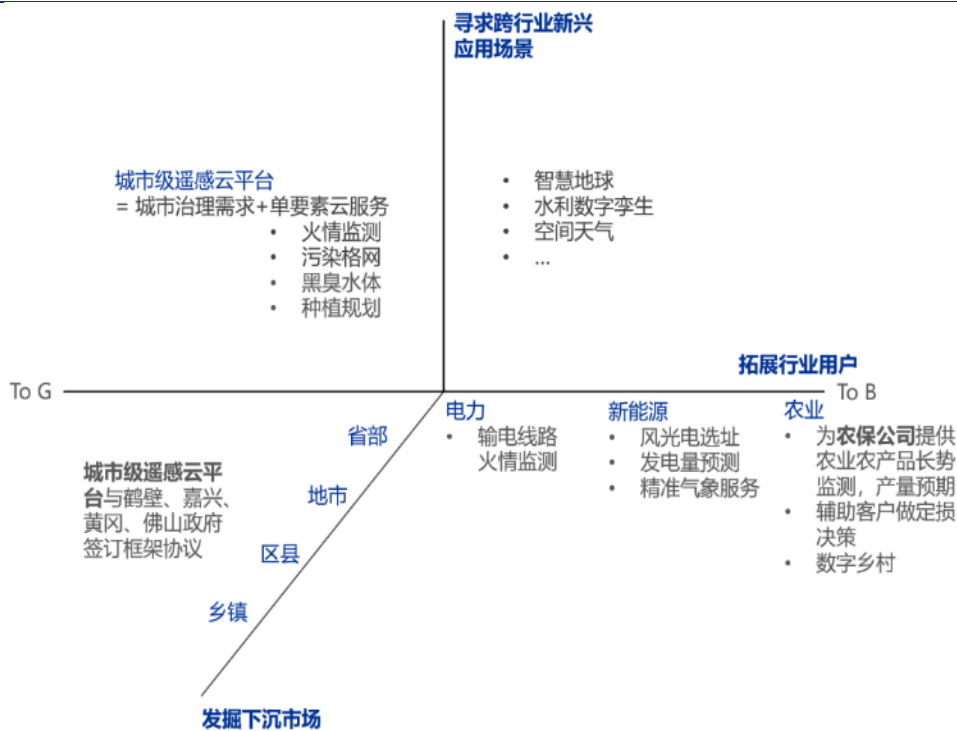 寻求跨行业新兴
应用场景
城市级遥感云平台
= 城市治理需求+单要素云服务
• 火情监测
• 污染格网
• 黑臭水体
• 种植规划
• 智慧地球
• 水利数字孪生
• 空间天气
• ...
To G
拓展行业用户
To B
省部
地市
区县
乡镇
城市级遥感云平
台与鹤壁、嘉兴、
黄冈、佛山政府
签订框架协议
电力
• 输电线路
火情监测
新能源
• 风光电选址
• 发电量预测
• 精准气象服务
农业
• 为农保公司提供
农业农产品长势
监测，产量预期
• 辅助客户做定损
决策
• 数字乡村
发掘下沉市场